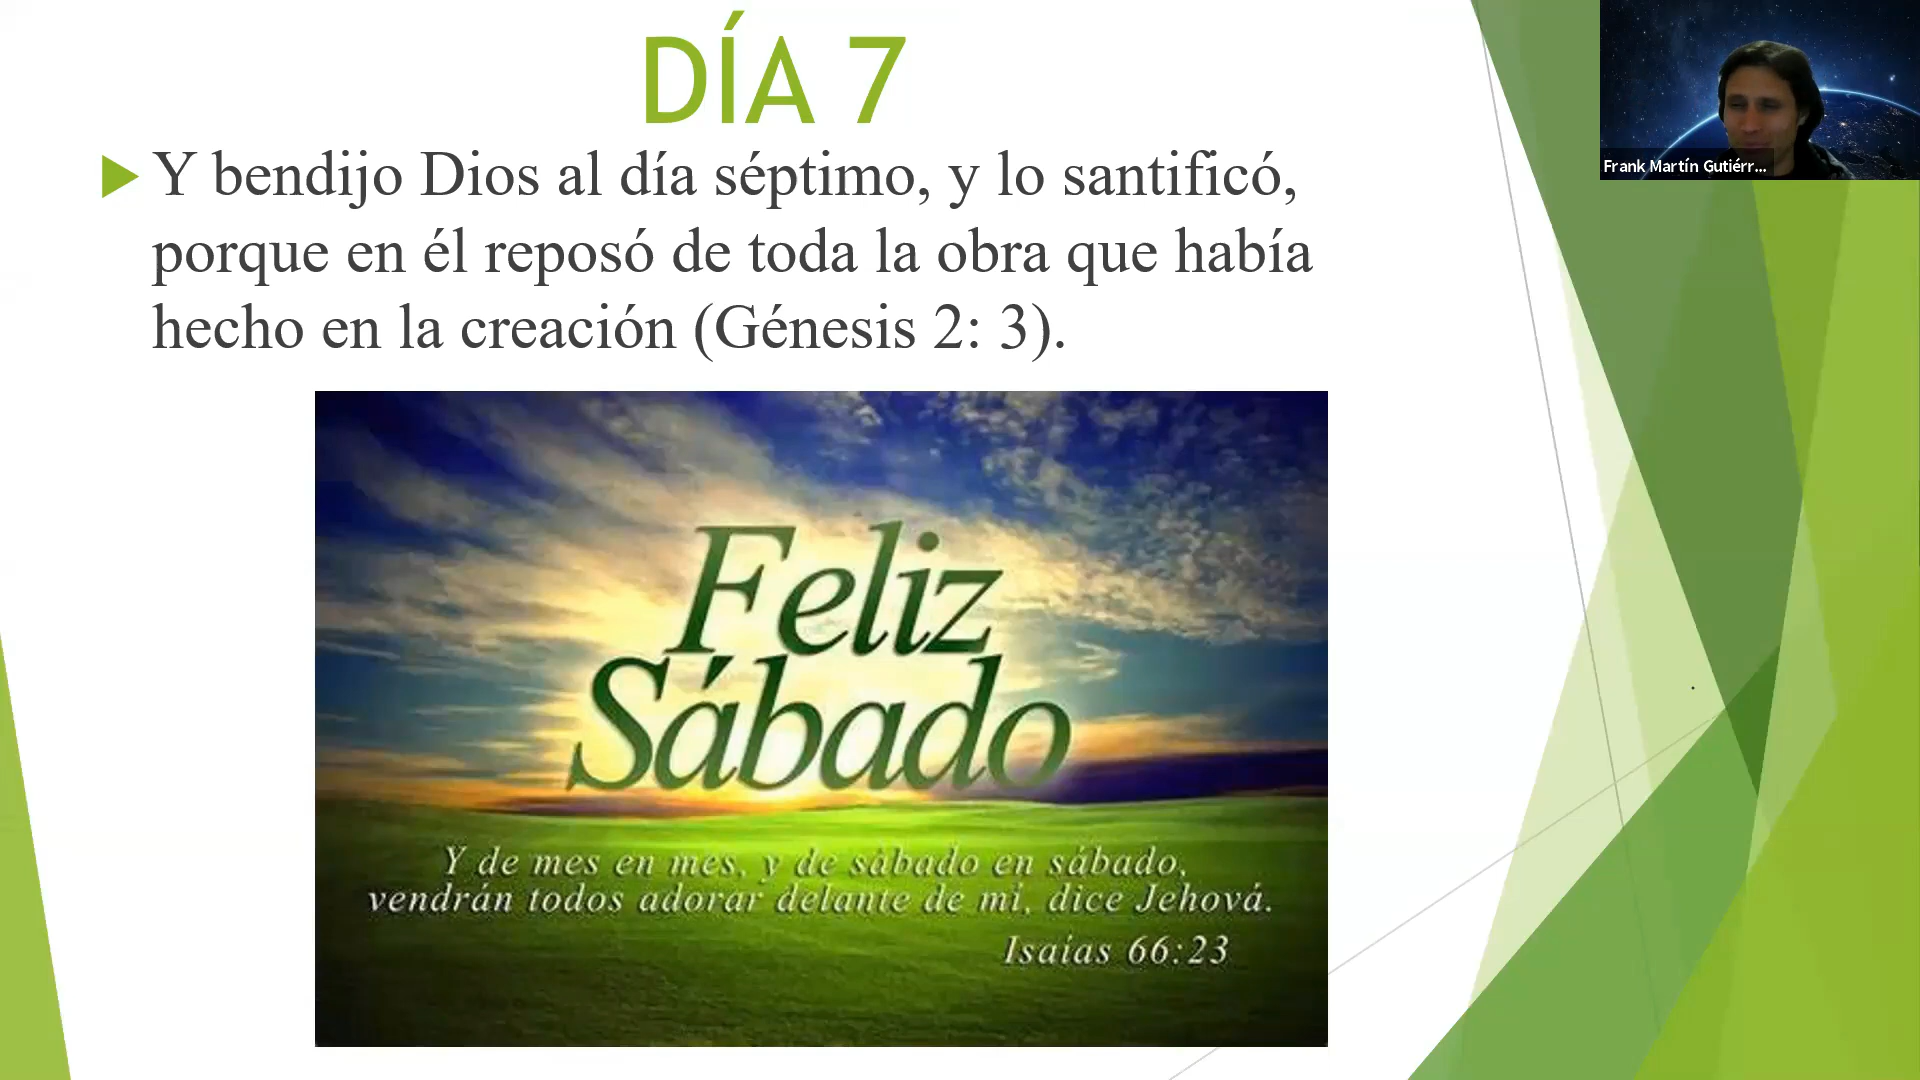 DÍA 7
Y bendijo Dios al día séptimo, y lo santificó,
porque en él reposó de toda la obra que había
hecho en la creación (Génesis 2: 3).
Feliz
Sábado
Y de mes en mes, y de sábado en sábado,
vendrán todos adorar delante de mí, dice Jehová.
Isaías 66:23
Frank Martín Gutiérr...